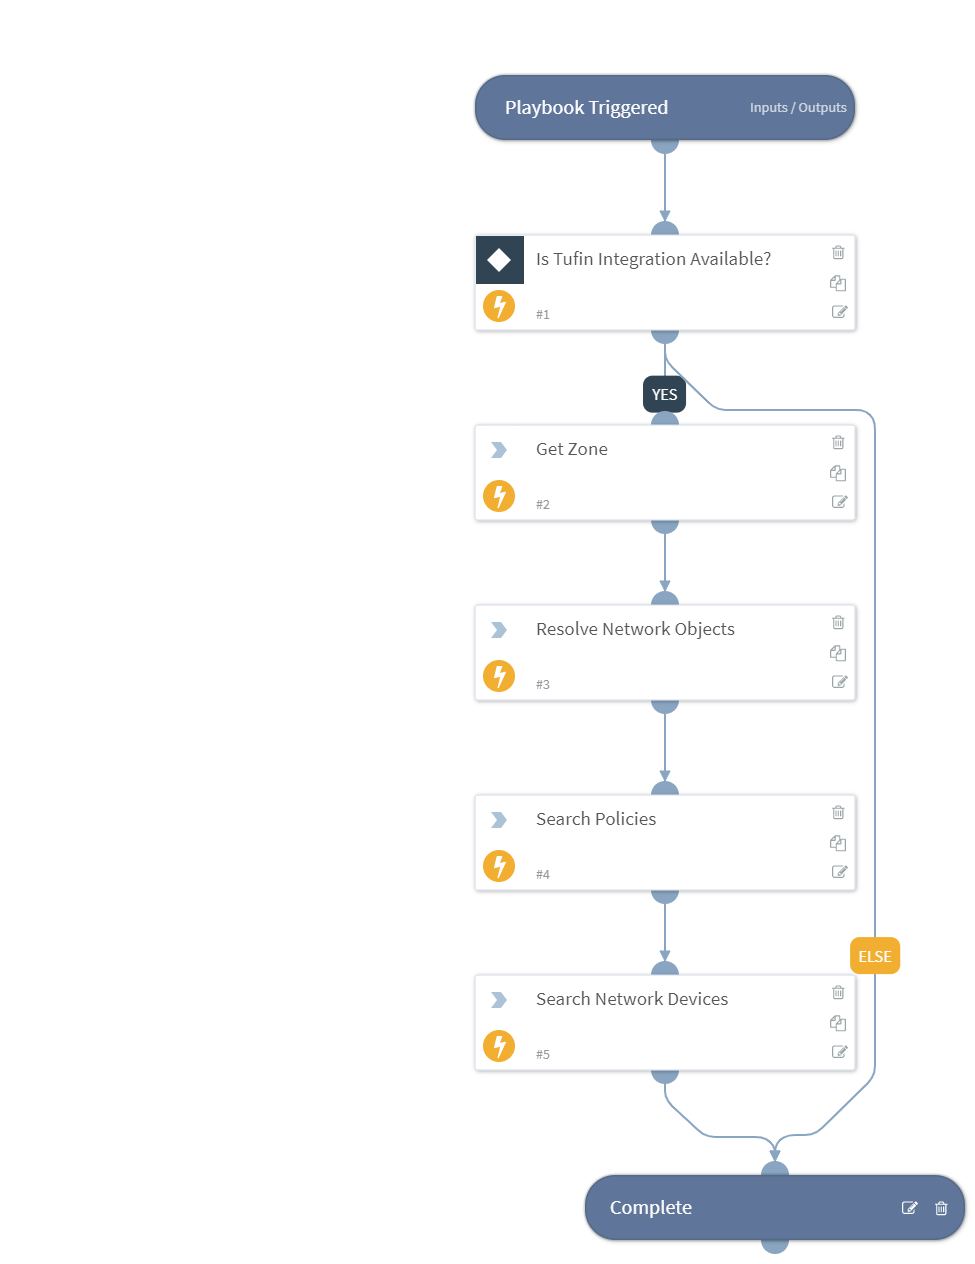 Playbook Triggered Inputs / Outputs
Is Tufin Integration Available?
#1
YES
Get Zone
#2
Resolve Network Objects
#3
Search Policies
#4
ELSE
Search Network Devices
#5
Complete